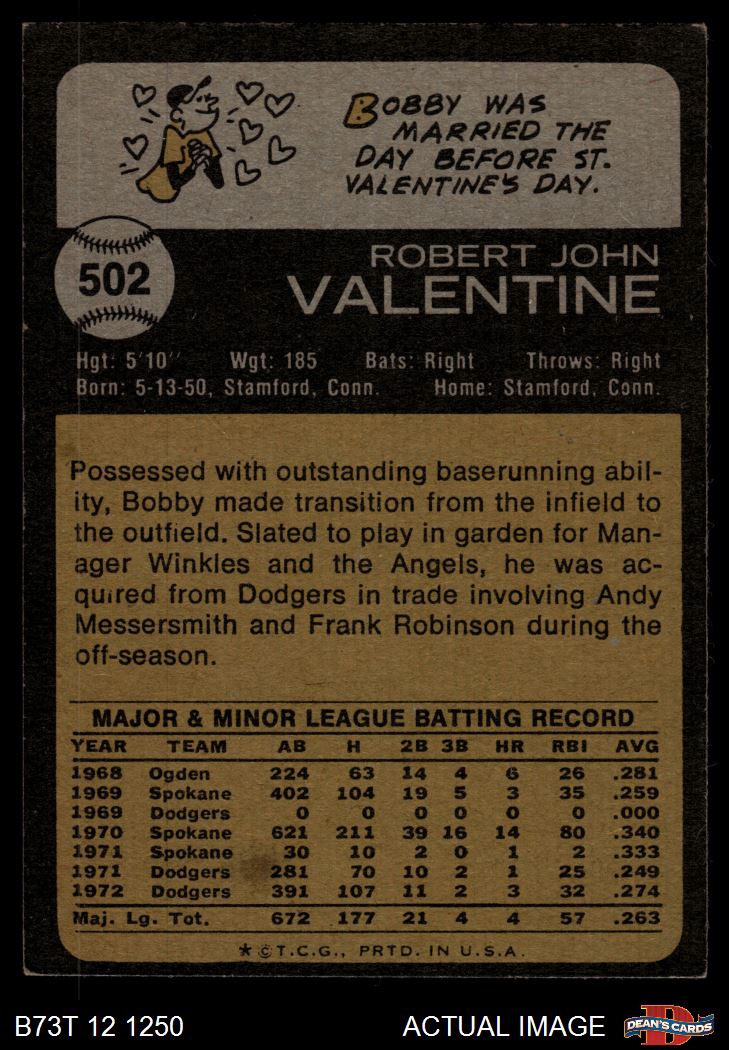 BOBBY WAS
MARRIED THE
DAY BEFORE ST.
VALENTINE'S DAY.
502
ROBERT JOHN
VALENTINE
Hgt: 5'10" Wgt: 185 Bats: Right Throws: Right
Born: 5-13-50, Stamford, Conn. Home: Stamford, Conn.
Possessed with outstanding baserunning abil-
ity, Bobby made transition from the infield to
the outfield. Slated to play in garden for Man-
ager Winkles and the Angels, he was ac-
quired from Dodgers in trade involving Andy
Messersmith and Frank Robinson during the
off-season.
MAJOR & MINOR LEAGUE BATTING RECORD
YEAR TEAM AB H 2B 3B HR RBI AVG
1968 Ogden 224 63 14 4 6 26 .281
1969 Spokane 402 104 19 5 3 35 .259
1969 Dodgers 0 0 0 0 0 0 .000
1970 Spokane 621 211 39 16 14 80 .340
1971 Spokane 30 10 2 0 1 2 .333
1971 Dodgers 281 70 10 2 1 25 .249
1972 Dodgers 391 107 11 2 3 32 .274
Maj. Lg. Tot. 672 177 21 4 4 57 .263
*©T.C.G., PRTD. IN U.S.A.
B73T 12 1250 ACTUAL IMAGE D DEAN'S CARDS